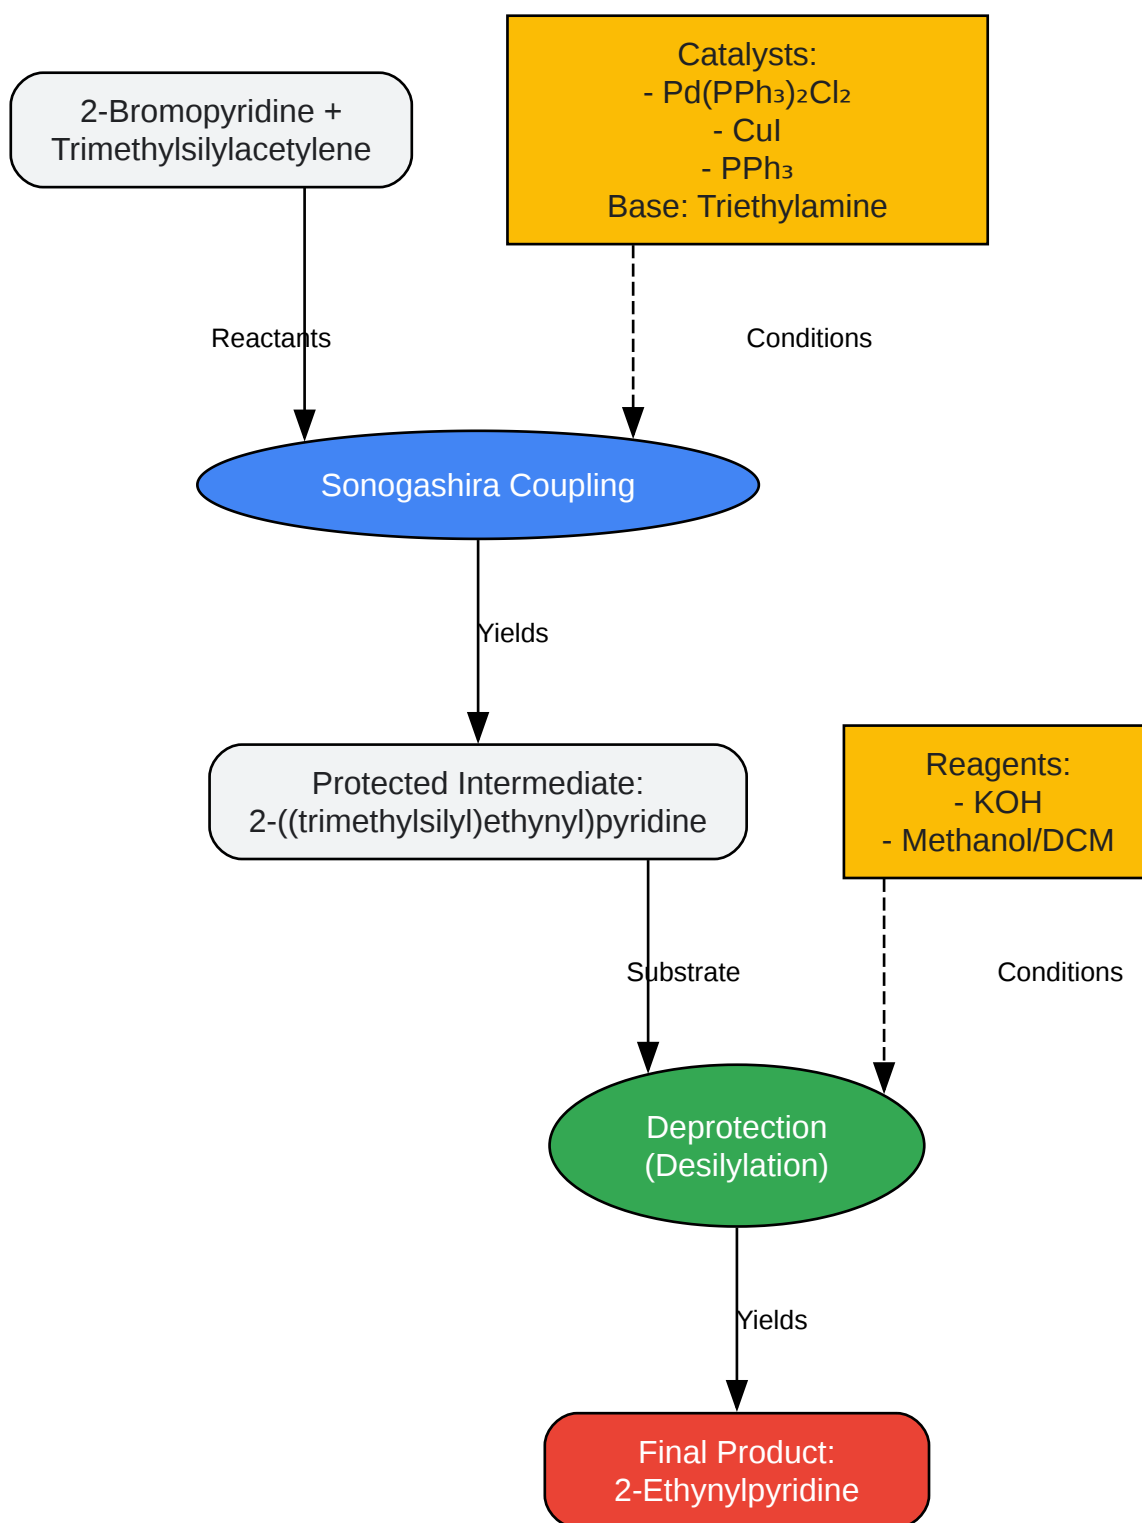 2-Bromopyridine +
Trimethylsilylacetylene
Catalysts:
- Pd(PPh₃)₂Cl₂
- CuI
- PPh₃
Base: Triethylamine
Reactants
Conditions
Sonogashira Coupling
Yields
Protected Intermediate:
2-((trimethylsilyl)ethynyl)pyridine
Reagents:
- KOH
- Methanol/DCM
Substrate
Conditions
Deprotection
(Desilylation)
Yields
Final Product:
2-Ethynylpyridine